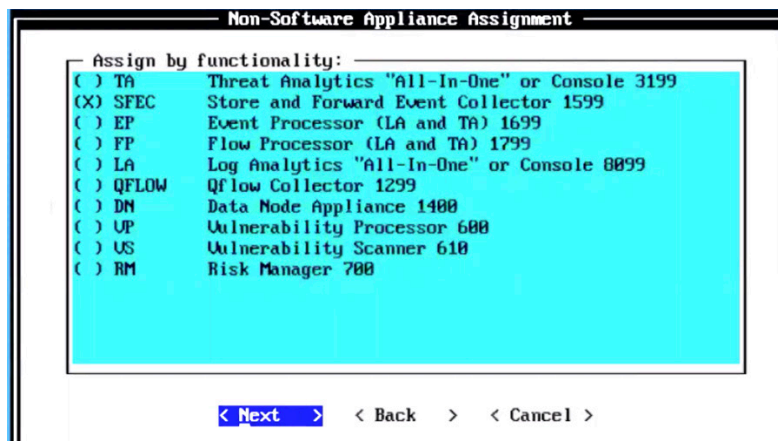 Non-Software Appliance Assignment
Assign by functionality:
( ) TA Threat Analytics "All-In-One" or Console 3199
(X) SFEC Store and Forward Event Collector 1599
( ) EP Event Processor (LA and TA) 1699
( ) FP Flow Processor (LA and TA) 1799
( ) LA Log Analytics "All-In-One" or Console 8099
( ) QFLOW Qflow Collector 1299
( ) DN Data Node Appliance 1400
( ) VP Vulnerability Processor 600
( ) VS Vulnerability Scanner 610
( ) RM Risk Manager 700
< Next > < Back > < Cancel >